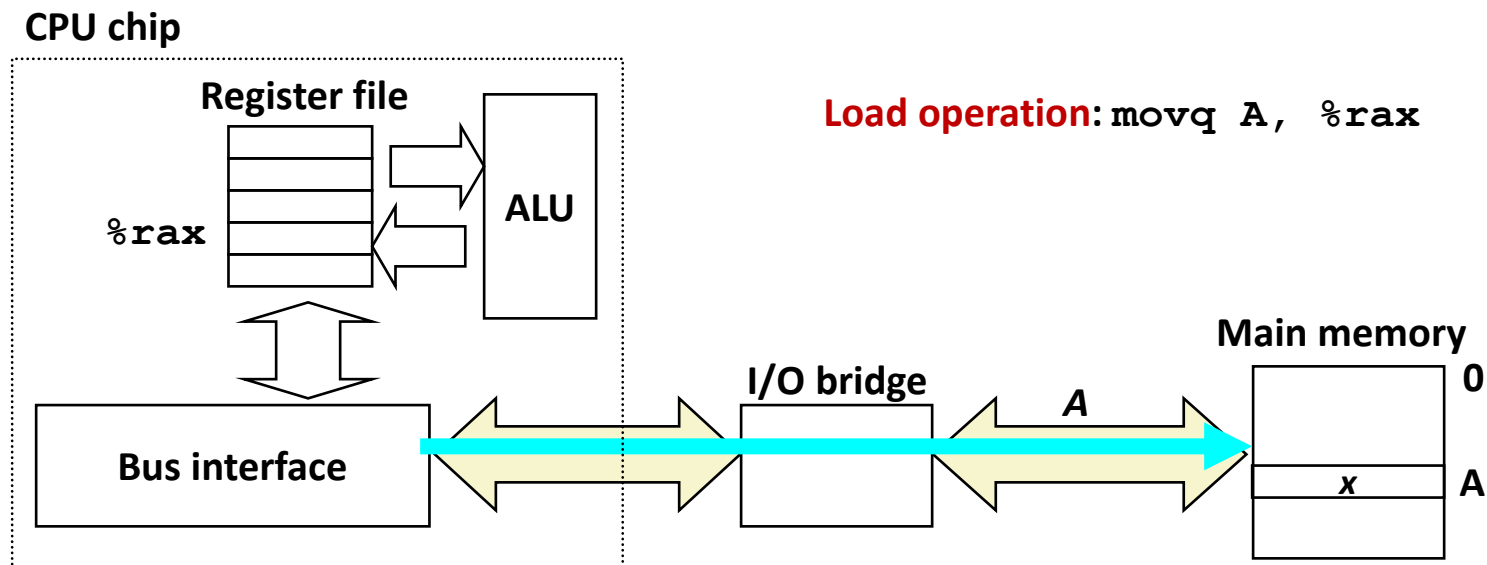 CPU chip
Register file
Load operation: movq A, %rax
ALU
%rax
Main memory
0
I/O bridge
A
Bus interface
x
A